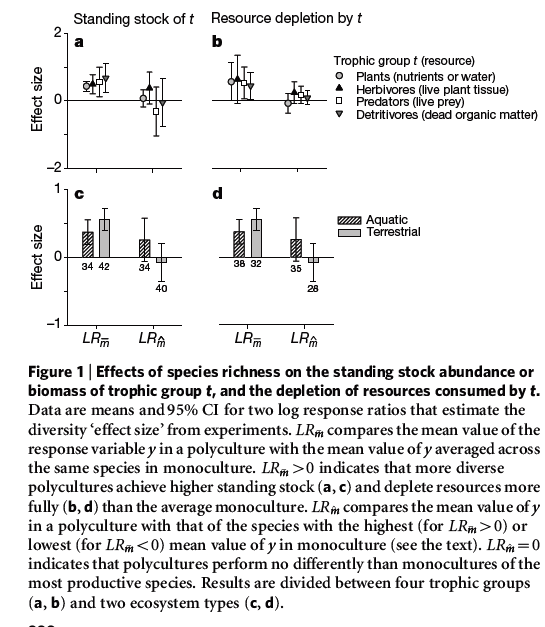 Standing stock of t Resource depletion by t
2
a b
Trophic group t (resource)
Plants (nutrients or water)
Herbivores (live plant tissue)
Predators (live prey)
Detritivores (dead organic matter)
Effect size
0
−2
1
c d
Aquatic
Terrestrial
Effect size
0
34 42 34 38 32 35
40 28
−1
LRm̄ LRm̂ LRm̄ LRm̂
Figure 1 | Effects of species richness on the standing stock abundance or
biomass of trophic group t, and the depletion of resources consumed by t.
Data are means and 95% CI for two log response ratios that estimate the
diversity ‘effect size’ from experiments. LRm̄ compares the mean value of the
response variable y in a polyculture with the mean value of y averaged across
the same species in monoculture. LRm̄ > 0 indicates that more diverse
polycultures achieve higher standing stock (a, c) and deplete resources more
fully (b, d) than the average monoculture. LRm̂ compares the mean value of y
in a polyculture with that of the species with the highest (for LRm̄ > 0) or
lowest (for LRm̄ < 0) mean value of y in monoculture (see the text). LRm̂ = 0
indicates that polycultures perform no differently than monocultures of the
most productive species. Results are divided between four trophic groups
(a, b) and two ecosystem types (c, d).